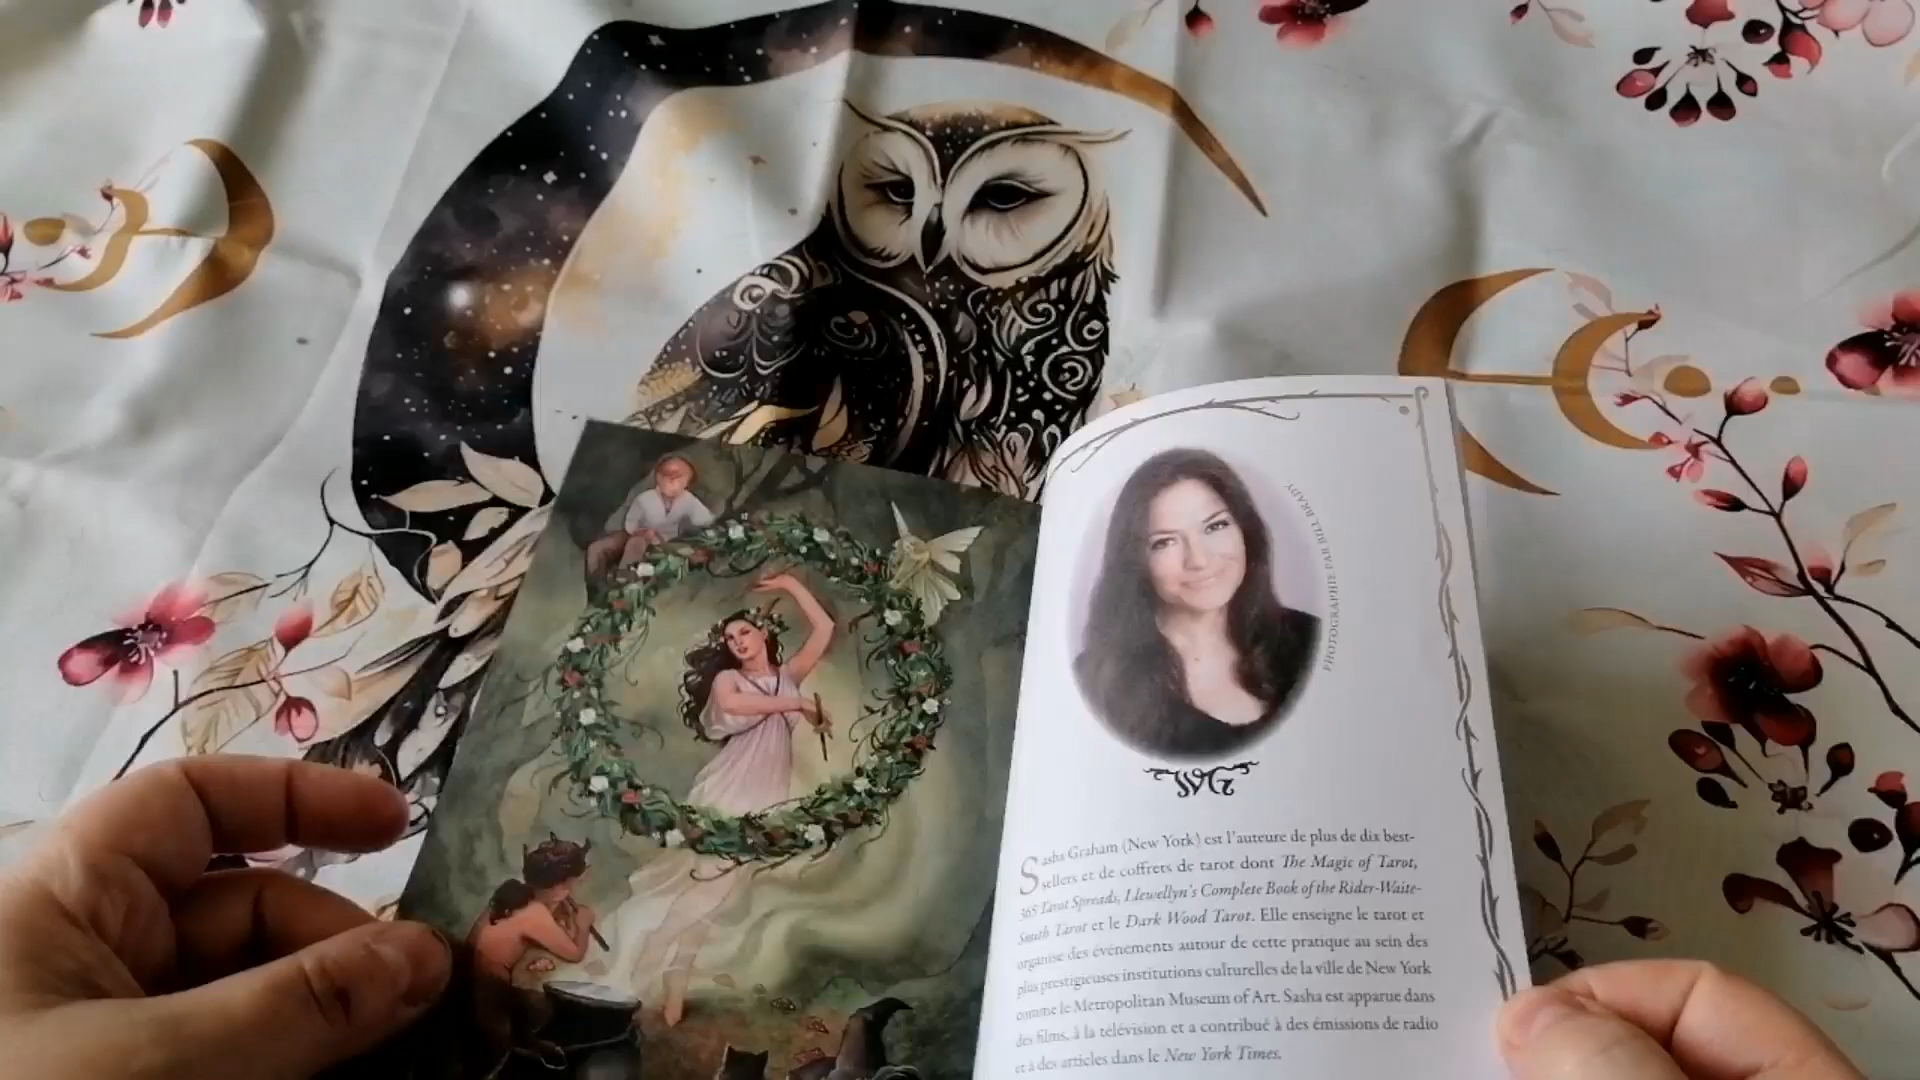 PHOTOGRAPHIE PAR BILL BRADY.
Sasha Graham (New York) est l'auteure de plus de dix best-
sellers et de coffrets de tarot dont The Magic of Tarot,
365 Tarot Spreads, Llewellyn's Complete Book of the Rider-Waite-
Smith Tarot et le Dark Wood Tarot. Elle enseigne le tarot et
organise des événements autour de cette pratique au sein des
plus prestigieuses institutions culturelles de la ville de New York
comme le Metropolitan Museum of Art. Sasha est apparue dans
des films, à la télévision et a contribué à des émissions de radio
et à des articles dans le New York Times.